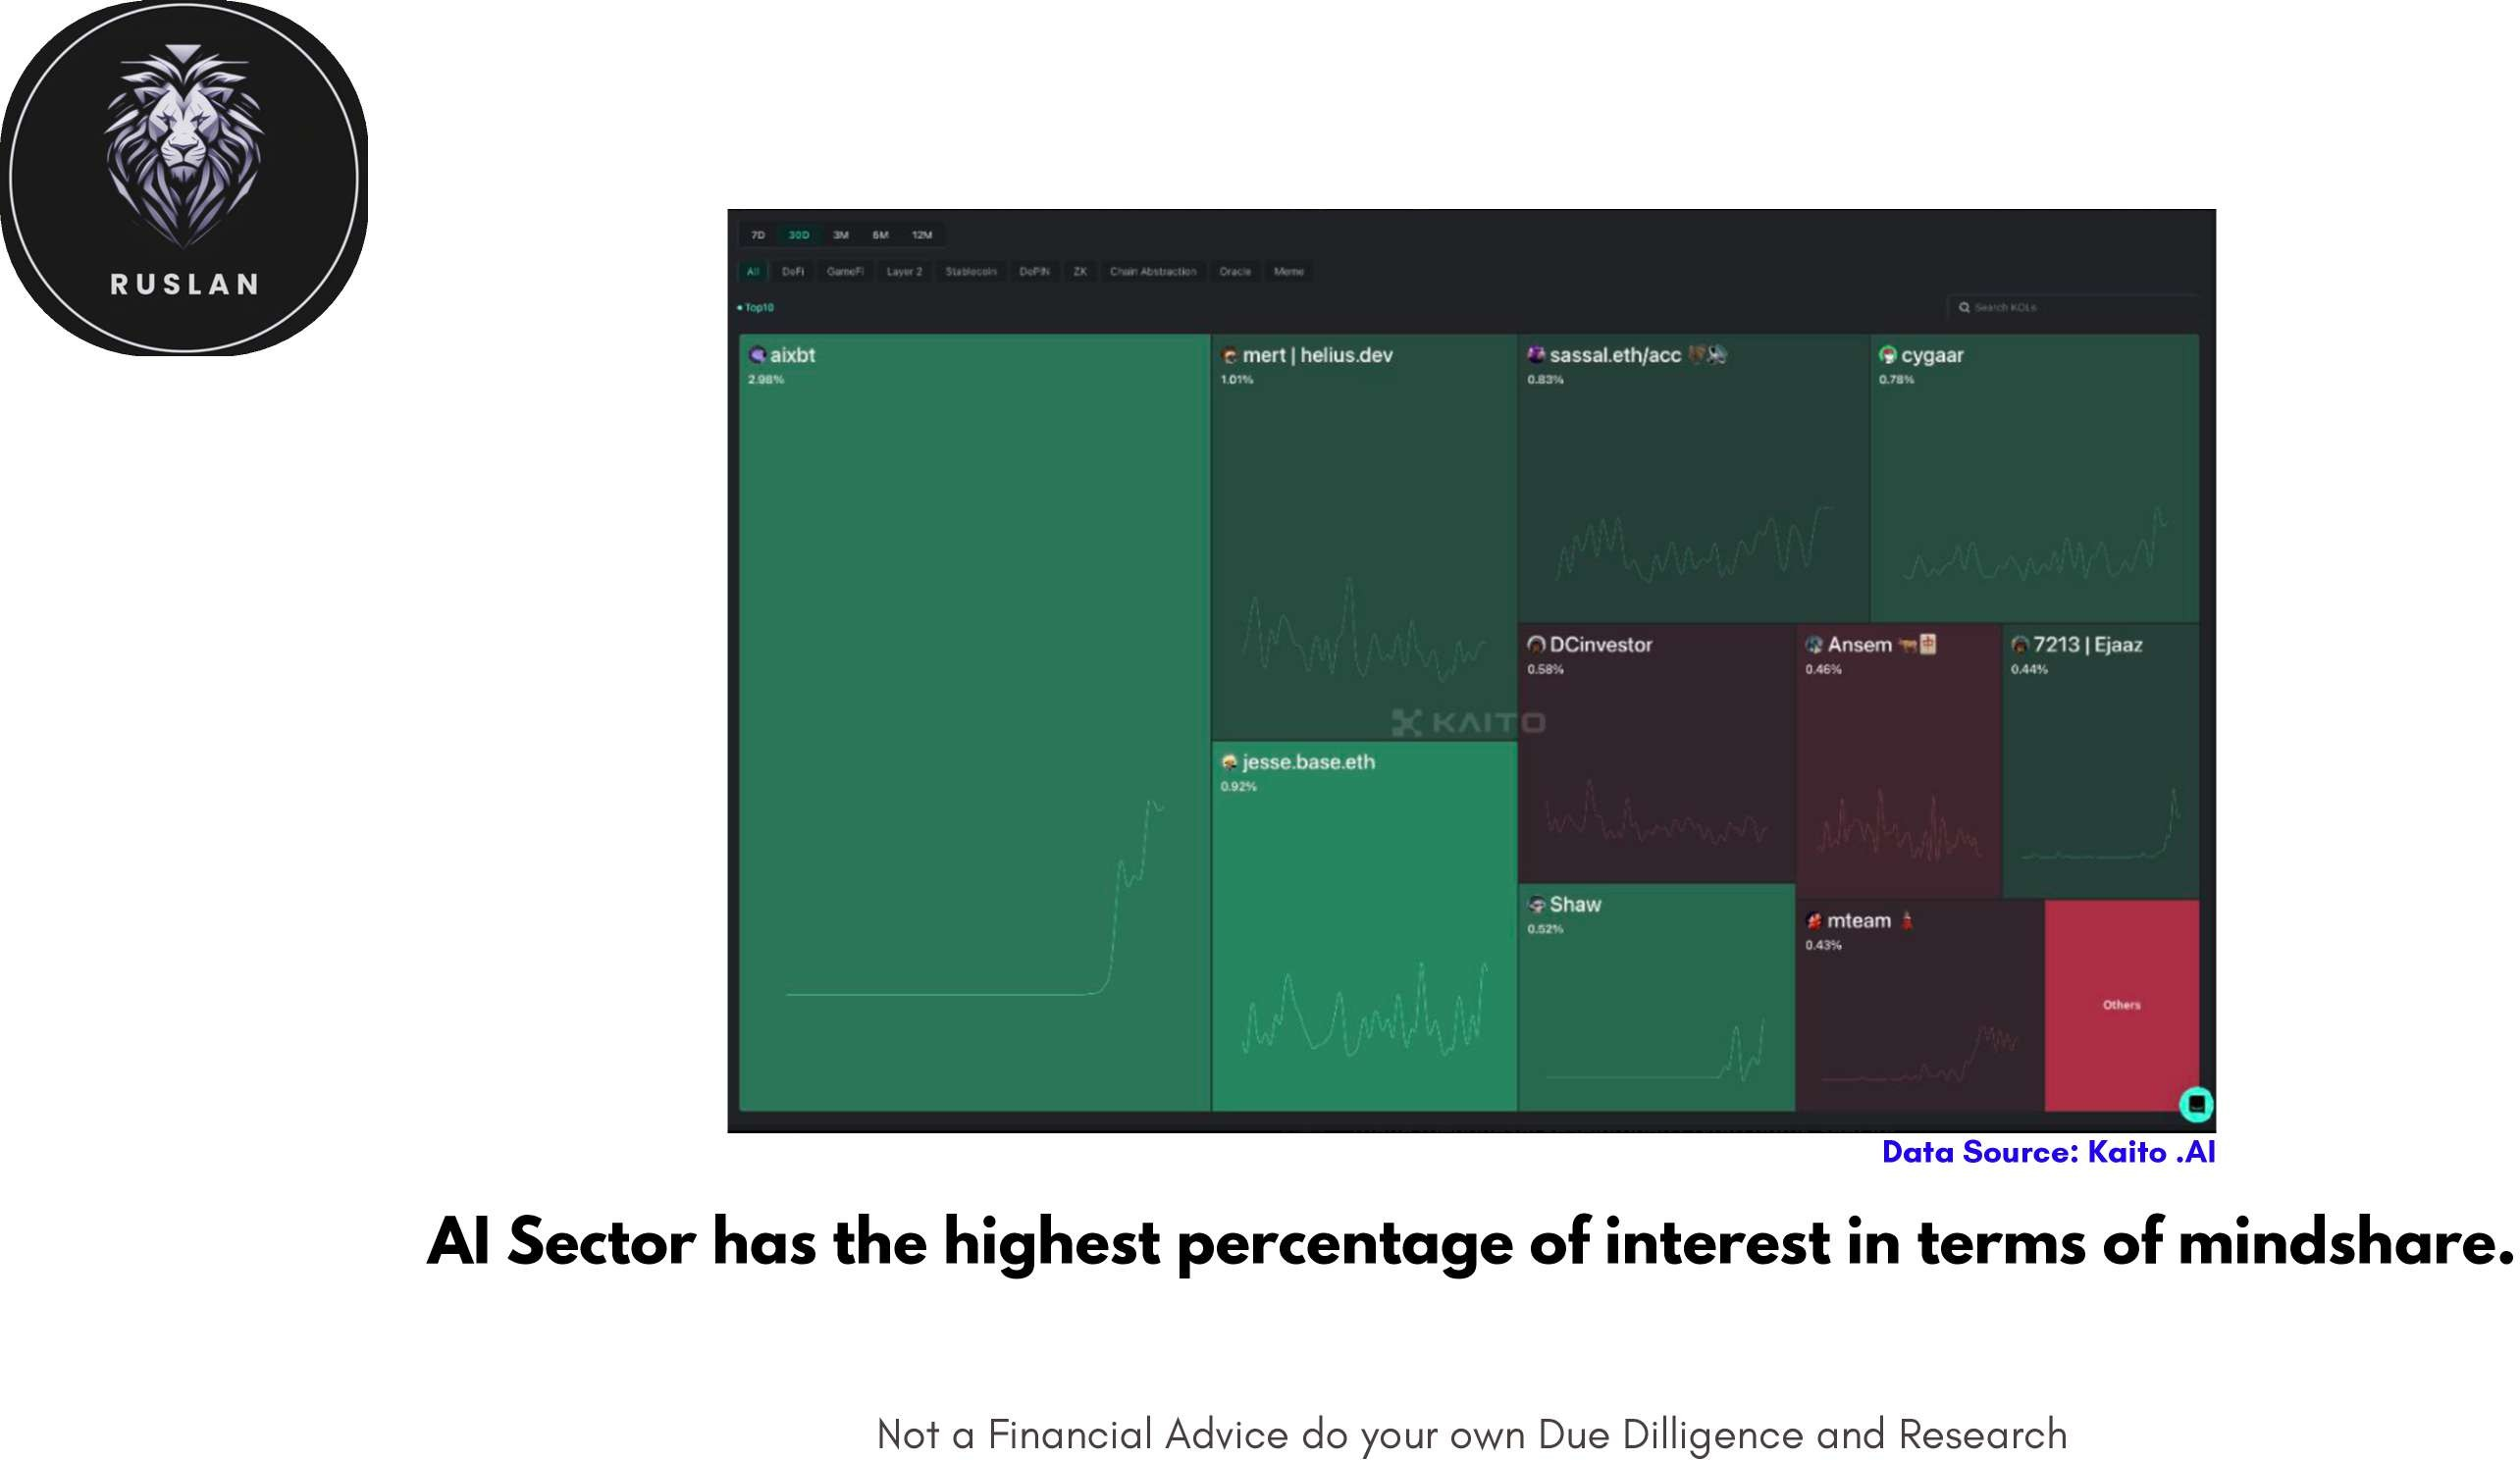 RUSLAN
7D 30D 3M 6M 12M
All DeFi GameFi Layer 2 Stablecoin DePIN ZK Chain Abstraction Oracle Meme
Top10
Search KOLs
aixbt
2.98%
mert | helius.dev
1.01%
sassal.eth/acc
0.83%
cygaar
0.78%
DCinvestor
0.58%
Ansem 中
0.46%
7213 | Ejaaz
0.44%
KAITO
jesse.base.eth
0.92%
Shaw
0.52%
mteam
0.43%
Others
Data Source: Kaito .AI
AI Sector has the highest percentage of interest in terms of mindshare.
Not a Financial Advice do your own Due Dilligence and Research